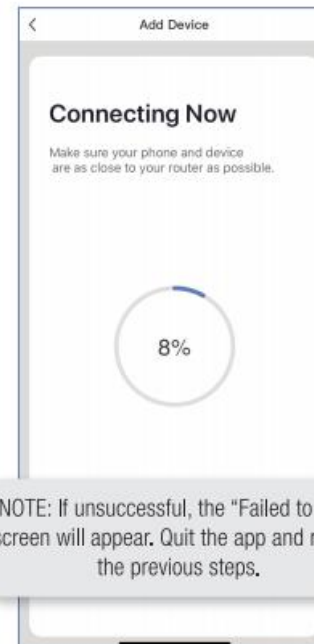 Add Device
Connecting Now
Make sure your phone and device
are as close to your router as possible.
8%
NOTE: If unsuccessful, the "Failed to
screen will appear. Quit the app and
the previous steps.